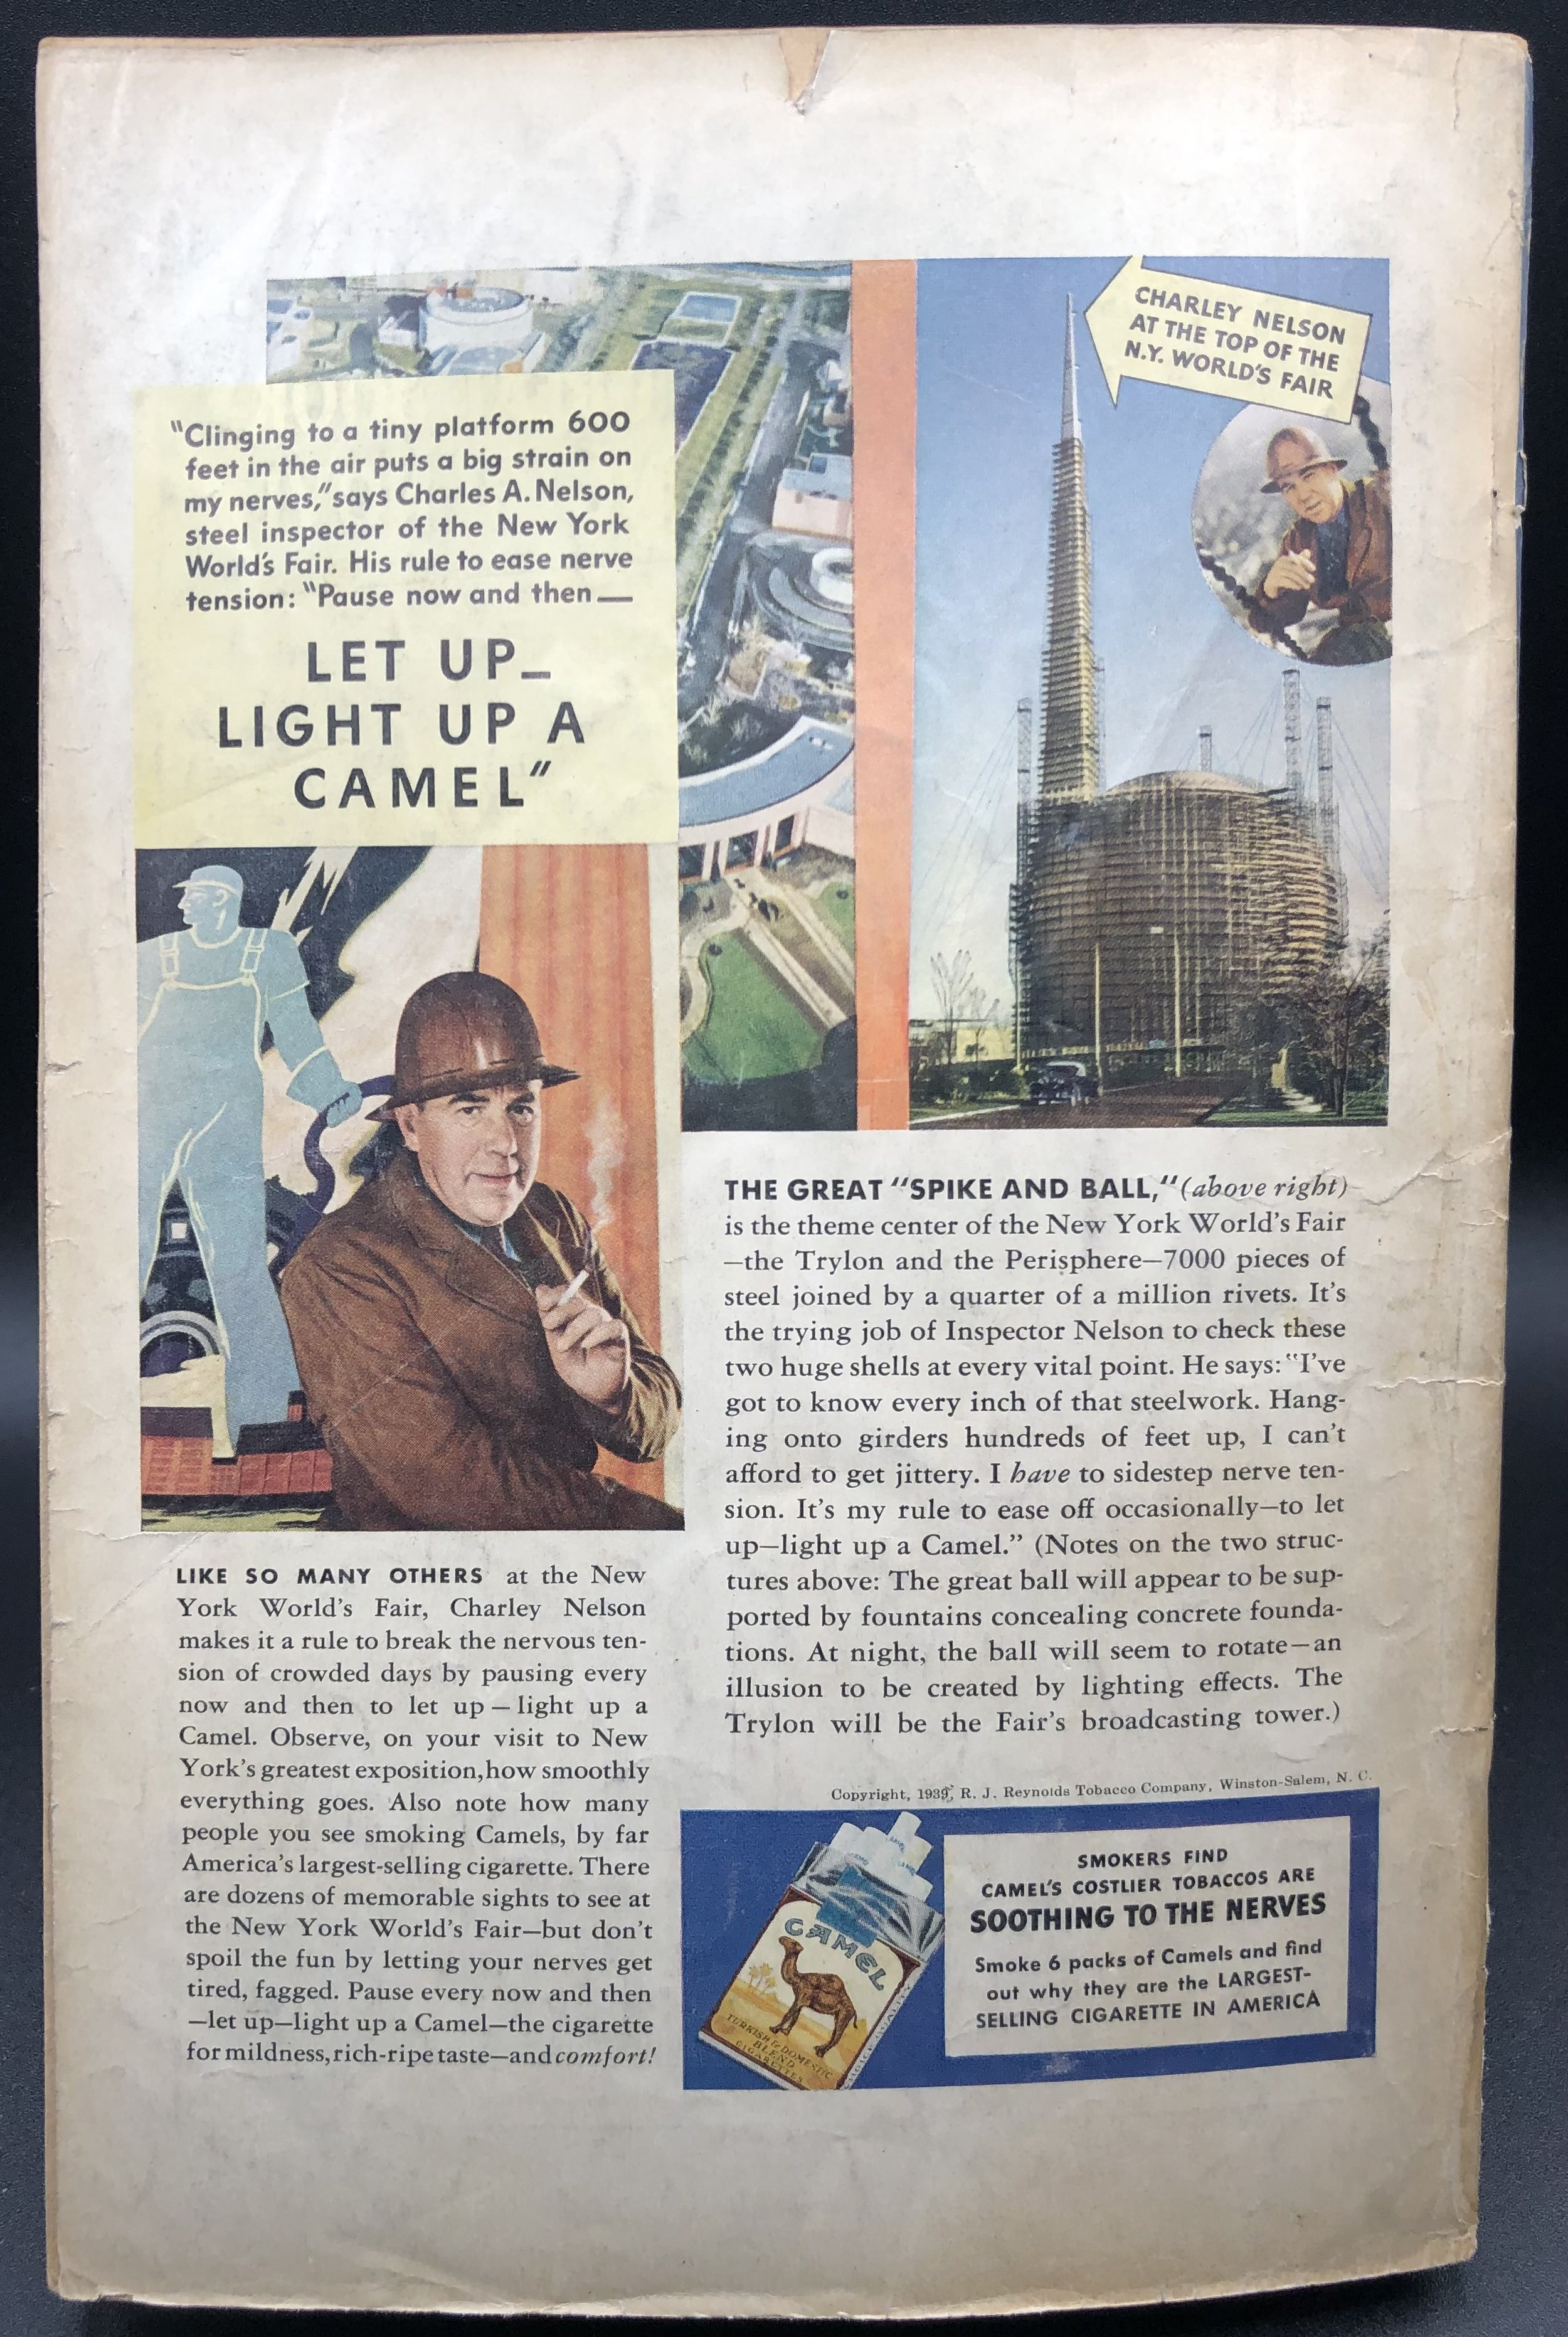 CHARLEY NELSON
AT THE TOP OF THE
N.Y. WORLD'S FAIR
"Clinging to a tiny platform 600
feet in the air puts a big strain on
my nerves," says Charles A. Nelson,
steel inspector of the New York
World's Fair. His rule to ease nerve
tension: "Pause now and then—
LET UP—
LIGHT UP A
CAMEL"
THE GREAT "SPIKE AND BALL," (above right)
is the theme center of the New York World's Fair
—the Trylon and the Perisphere—7000 pieces of
steel joined by a quarter of a million rivets. It's
the trying job of Inspector Nelson to check these
two huge shells at every vital point. He says: "I've
got to know every inch of that steelwork. Hang-
ing onto girders hundreds of feet up, I can't
afford to get jittery. I have to sidestep nerve ten-
sion. It's my rule to ease off occasionally—to let
up—light up a Camel." (Notes on the two struc-
tures above: The great ball will appear to be sup-
ported by fountains concealing concrete founda-
tions. At night, the ball will seem to rotate—an
illusion to be created by lighting effects. The
Trylon will be the Fair's broadcasting tower.)
LIKE SO MANY OTHERS at the New
York World's Fair, Charley Nelson
makes it a rule to break the nervous ten-
sion of crowded days by pausing every
now and then to let up—light up a
Camel. Observe, on your visit to New
York's greatest exposition, how smoothly
everything goes. Also note how many
people you see smoking Camels, by far
America's largest-selling cigarette. There
are dozens of memorable sights to see at
the New York World's Fair—but don't
spoil the fun by letting your nerves get
tired, fagged. Pause every now and then
—let up—light up a Camel—the cigarette
for mildness, rich-ripe taste—and comfort!
Copyright, 1939, R. J. Reynolds Tobacco Company, Winston-Salem, N. C.
CAMEL
TURKISH & DOMESTIC
BLEND
CIGARETTES
SMOKERS FIND
CAMEL'S COSTLIER TOBACCOS ARE
SOOTHING TO THE NERVES
Smoke 6 packs of Camels and find
out why they are the LARGEST-
SELLING CIGARETTE IN AMERICA